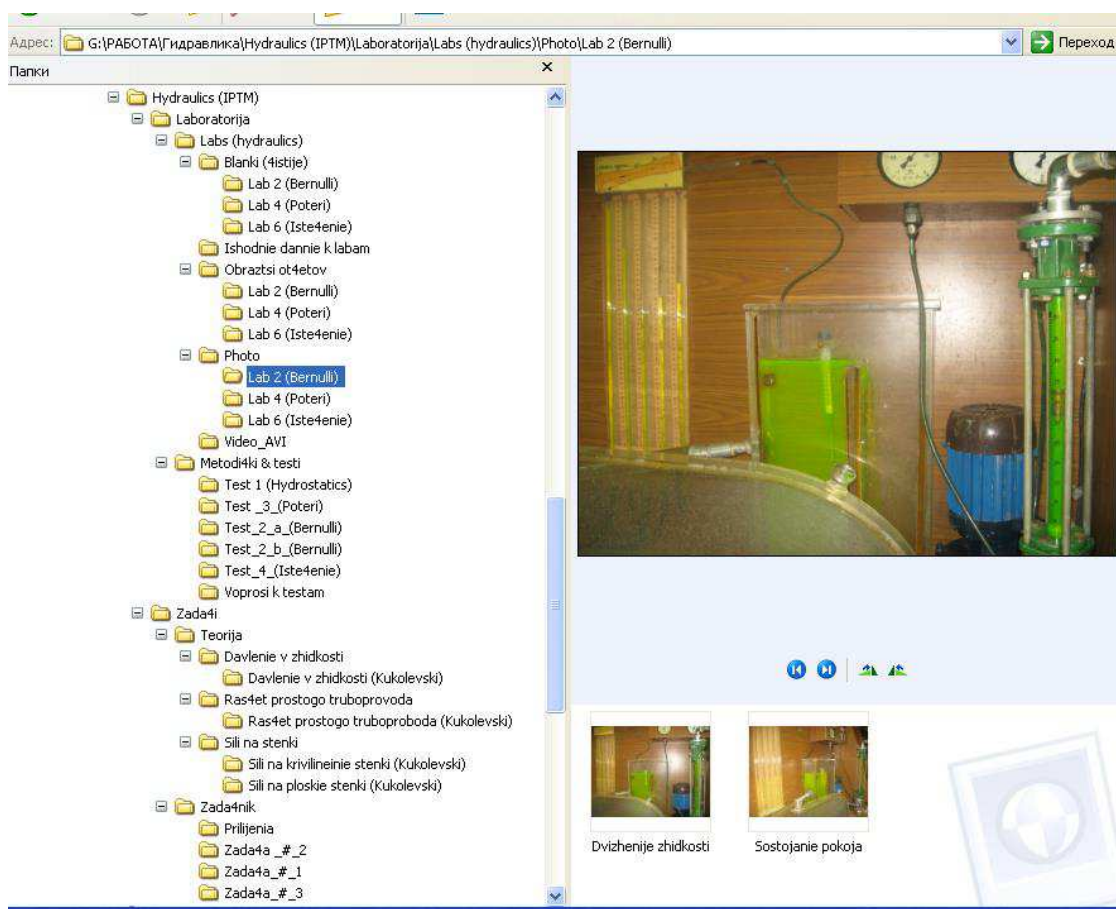 Адрес: G:\РАБОТА\Гидравлика\Hydraulics (IPTM)\Laboratorija\Labs (hydraulics)\Photo\Lab 2 (Bernulli) Переход
Папки
Hydraulics (IPTM)
Laboratorija
Labs (hydraulics)
Blanki (4istije)
Lab 2 (Bernulli)
Lab 4 (Poteri)
Lab 6 (Iste4enie)
Ishodnie dannie k labam
Obraztsi ot4etov
Lab 2 (Bernulli)
Lab 4 (Poteri)
Lab 6 (Iste4enie)
Photo
Lab 2 (Bernulli)
Lab 4 (Poteri)
Lab 6 (Iste4enie)
Video_AVI
Metodi4ki & testi
Test 1 (Hydrostatics)
Test _3_(Poteri)
Test_2_a_(Bernulli)
Test_2_b_(Bernulli)
Test_4_(Iste4enie)
Voprosi k testam
Zada4i
Teorija
Davlenie v zhidkosti
Davlenie v zhidkosti (Kukolevski)
Ras4et prostogo truboprovoda
Ras4et prostogo truboproboda (Kukolevski)
Sili na stenki
Sili na krivilineinie stenki (Kukolevski)
Sili na ploskie stenki (Kukolevski)
Zada4nik
Prilijenia
Zada4a _#_2
Zada4a_#_1
Zada4a_#_3
Dvizhenije zhidkosti
Sostojanie pokoja